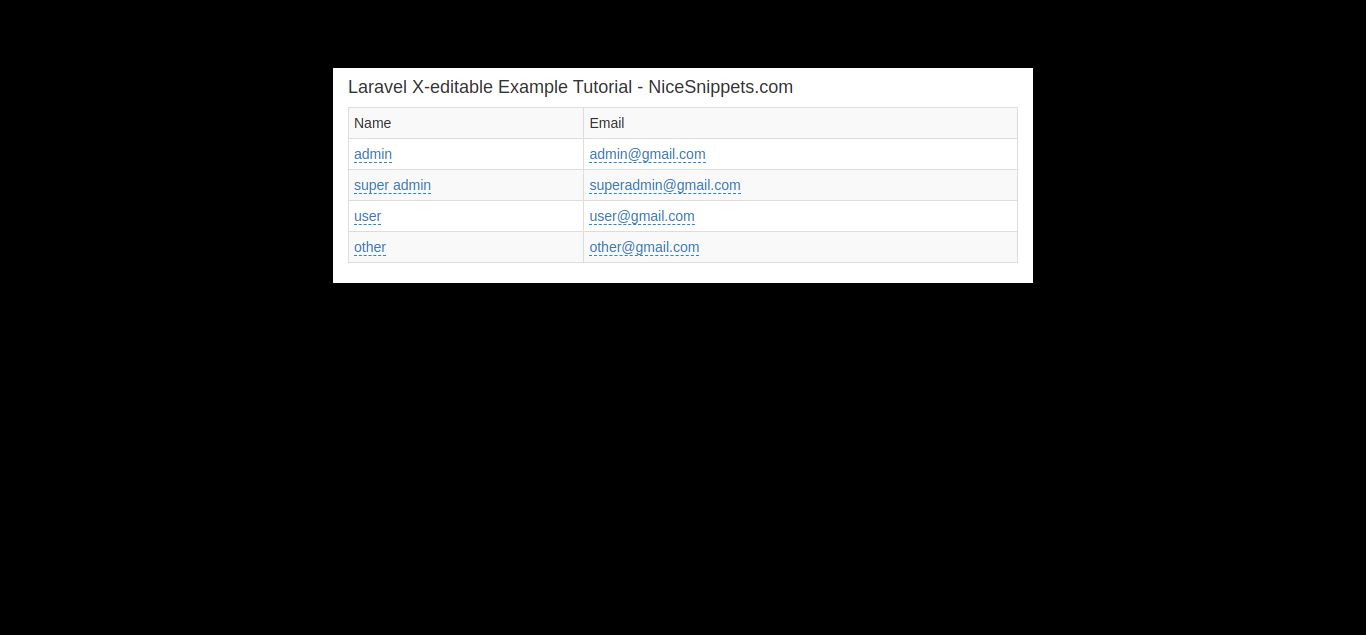 Laravel X-editable Example Tutorial - NiceSnippets.com
Name Email
admin admin@gmail.com
super admin superadmin@gmail.com
user user@gmail.com
other other@gmail.com